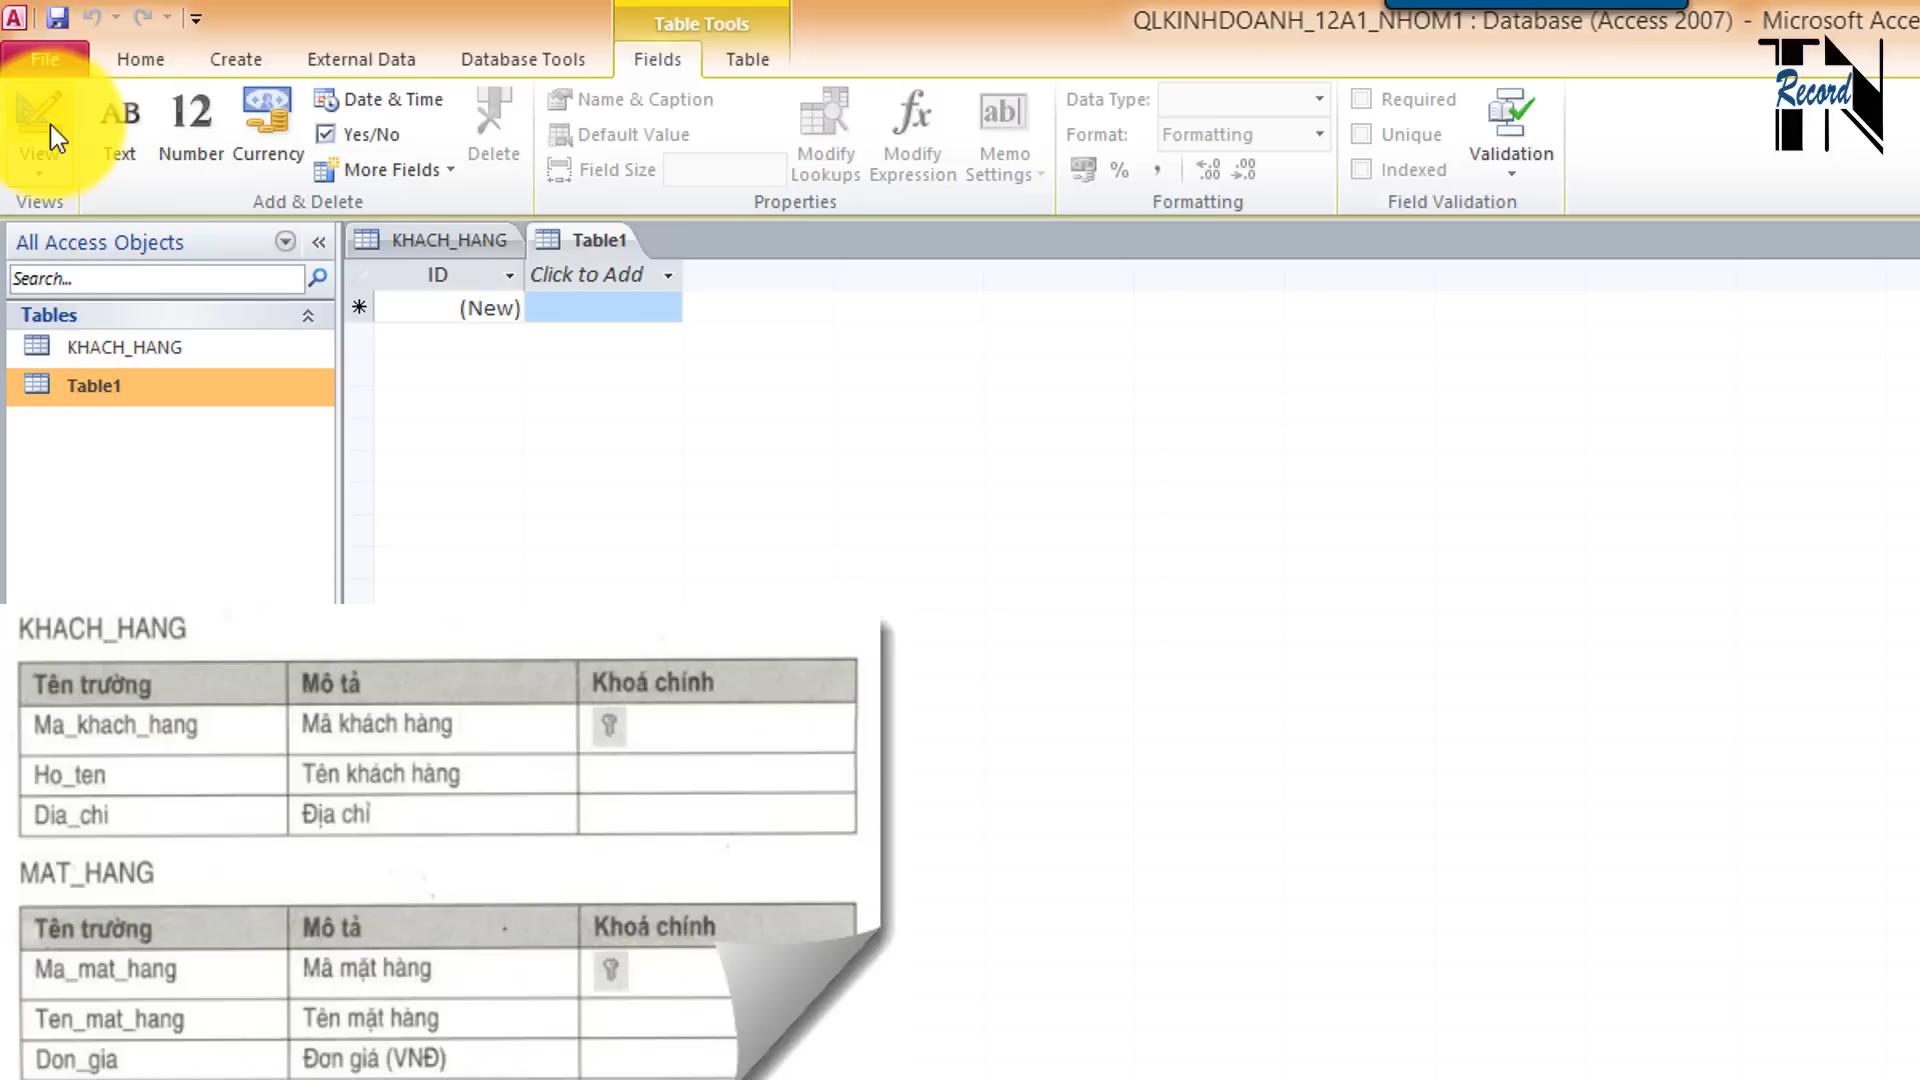 Table Tools
QLKINHDOANH_12A1_NHOM1 : Database (Access 2007) - Microsoft Acce
File Home Create External Data Database Tools Fields Table
TN Record
View
AB Text
12 Number
Currency
Date & Time
Yes/No
More Fields
Delete
Name & Caption
Default Value
Field Size
Modify Lookups
fx Modify Expression
ab| Memo Settings
Data Type:
Format: Formatting
% , .00 .00
Required
Unique
Indexed
Validation
Views Add & Delete Properties Formatting Field Validation
All Access Objects
Search...
Tables
KHACH_HANG
Table1
KHACH_HANG Table1
ID Click to Add
(New)
KHACH_HANG
Tên trường Mô tả Khoá chính
Ma_khach_hang Mã khách hàng
Ho_ten Tên khách hàng
Dia_chi Địa chỉ
MAT_HANG
Tên trường Mô tả Khoá chính
Ma_mat_hang Mã mặt hàng
Ten_mat_hang Tên mặt hàng
Don_gia Đơn giá (VNĐ)